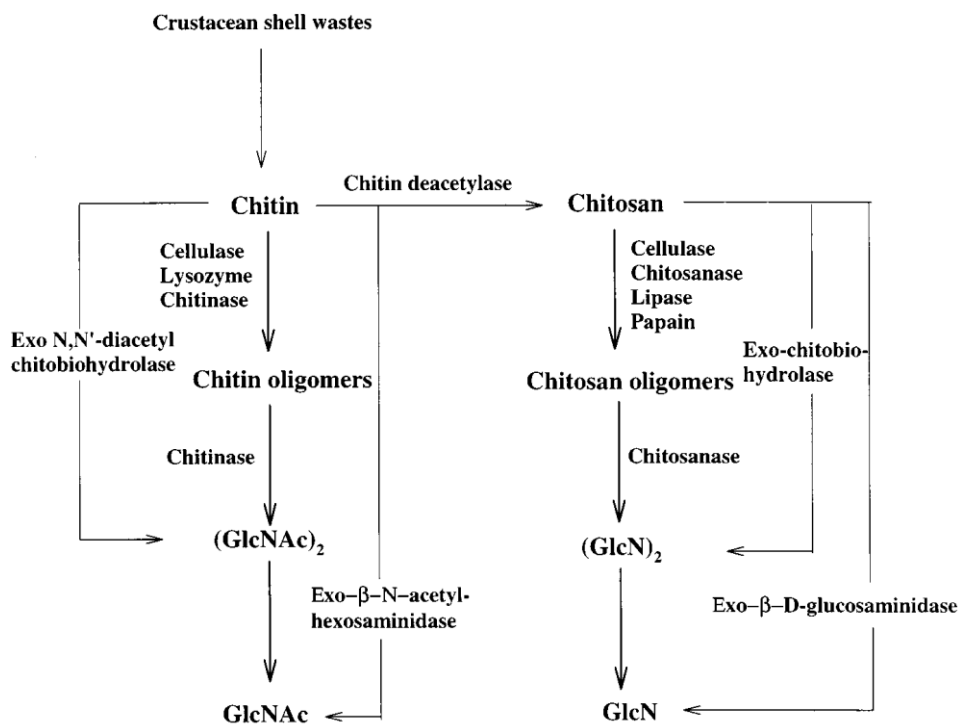 Crustacean shell wastes
Chitin deacetylase
Chitin
Chitosan
Cellulase
Lysozyme
Chitinase
Cellulase
Chitosanase
Lipase
Papain
Exo N,N'-diacetyl
chitobiohydrolase
Exo-chitobio-
hydrolase
Chitin oligomers
Chitosan oligomers
Chitinase
Chitosanase
(GlcNAc)₂
(GlcN)₂
Exo–β–N–acetyl-
hexosaminidase
Exo–β–D-glucosaminidase
GlcNAc
GlcN